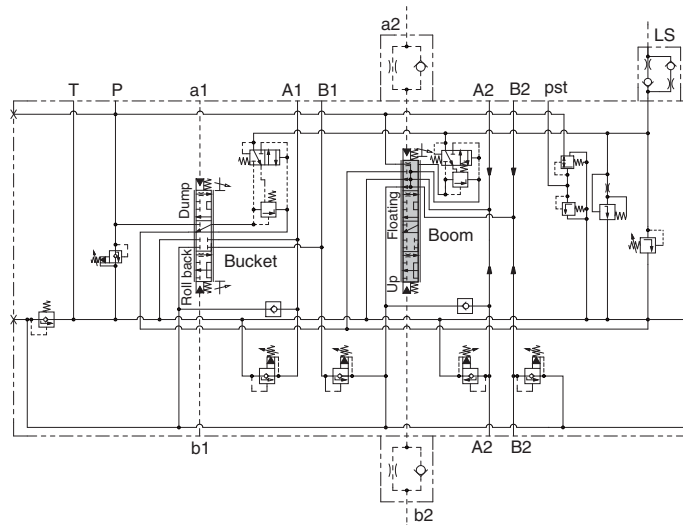 a2
LS
T
P
a1
A1
B1
A2
B2
pst
Dump
Roll back
Bucket
Floating
Up
Boom
b1
A2
B2
b2